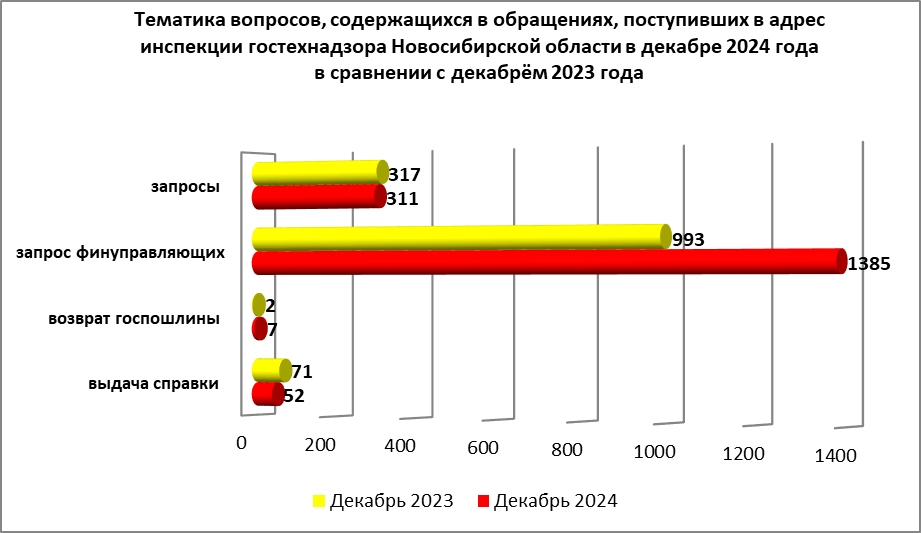 Тематика вопросов, содержащихся в обращениях, поступивших в адрес
инспекции гостехнадзора Новосибирской области в декабре 2024 года
в сравнении с декабрём 2023 года
запросы
317
311
запрос финуправляющих
993
1385
возврат госпошлины
2
7
выдача справки
71
52
0 200 400 600 800 1000 1200 1400
Декабрь 2023 Декабрь 2024